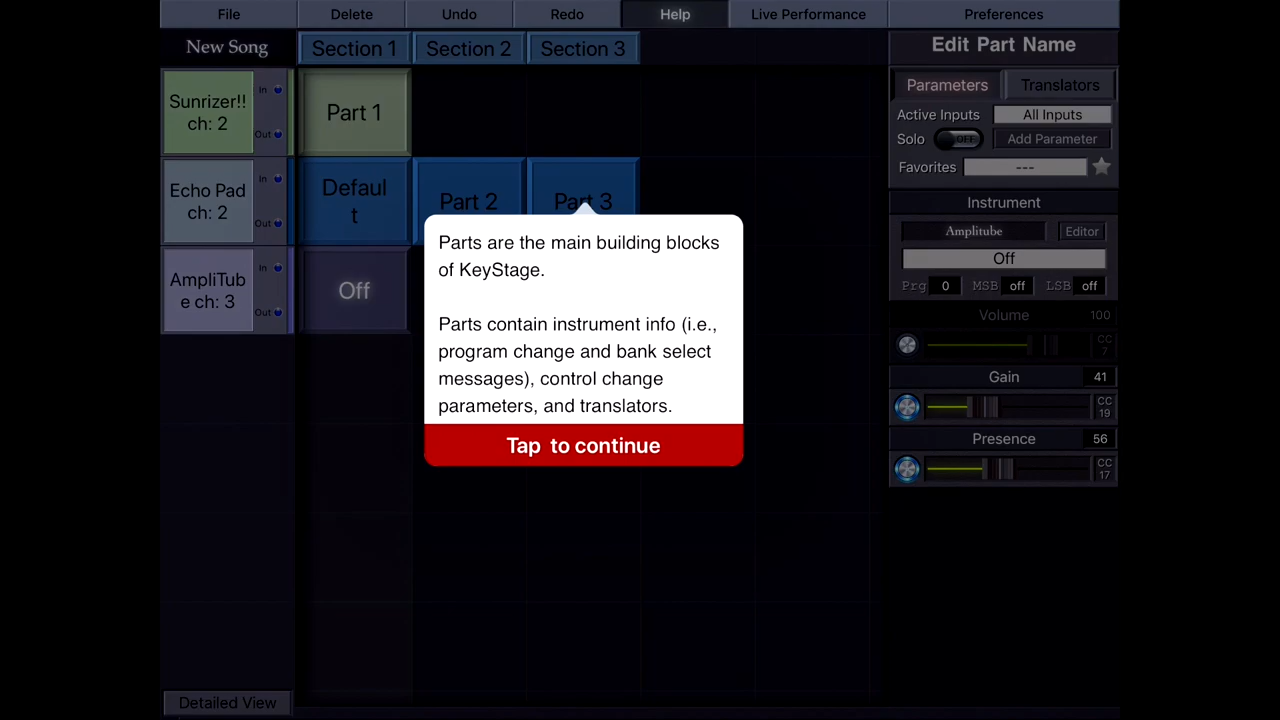 File Delete Undo Redo Help Live Performance Preferences
New Song Section 1 Section 2 Section 3 Edit Part Name
Parameters Translators
Active Inputs All Inputs
Solo OFF Add Parameter
Favorites ---
Sunrizer!!
ch: 2
In
Out
Part 1
Echo Pad
ch: 2
In
Out
Defaul
t
Part 2
Part 3
AmpliTub
e ch: 3
In
Out
Off
Instrument
Amplitube Editor
Off
Prg 0 MSB off LSB off
Volume 100
CC
7
Gain 41
CC
19
Presence 56
CC
17
Parts are the main building blocks
of KeyStage.
Parts contain instrument info (i.e.,
program change and bank select
messages), control change
parameters, and translators.
Tap to continue
Detailed View